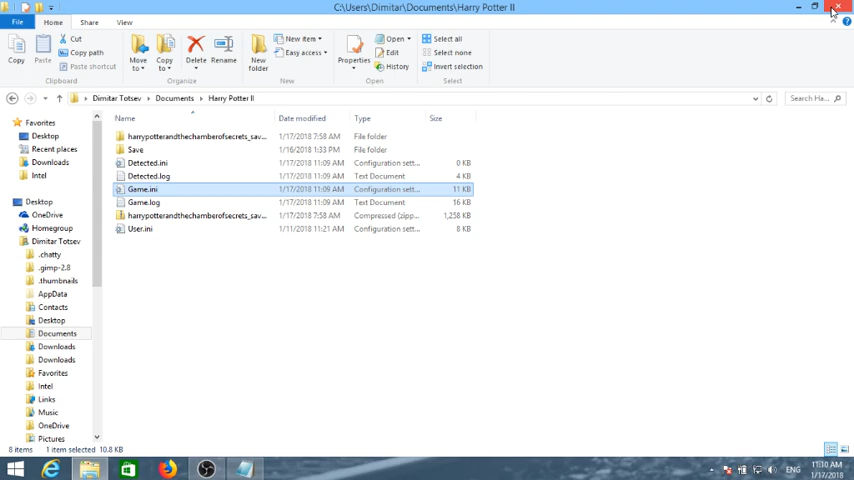 C:\Users\Dimitar\Documents\Harry Potter II
File Home Share View
Copy
Paste
Cut
Copy path
Paste shortcut
Clipboard
Move to
Copy to
Delete
Rename
Organize
New folder
New item
Easy access
New
Properties
Open
Edit
History
Open
Select all
Select none
Invert selection
Select
Dimitar Totsev Documents Harry Potter II
Search Ha...
Favorites
Desktop
Recent places
Downloads
Intel
Desktop
OneDrive
Homegroup
Dimitar Totsev
.chatty
.gimp-2.8
.thumbnails
AppData
Contacts
Desktop
Documents
Downloads
Downloads
Favorites
Intel
Links
Music
OneDrive
Pictures
Name Date modified Type Size
harrypotterandthechamberofsecrets_sav... 1/17/2018 7:58 AM File folder
Save 1/16/2018 1:33 PM File folder
Detected.ini 1/17/2018 11:09 AM Configuration sett... 0 KB
Detected.log 1/17/2018 11:09 AM Text Document 4 KB
Game.ini 1/17/2018 11:09 AM Configuration sett... 11 KB
Game.log 1/17/2018 11:09 AM Text Document 16 KB
harrypotterandthechamberofsecrets_sav... 1/17/2018 7:58 AM Compressed (zipp... 1,258 KB
User.ini 1/11/2018 11:21 AM Configuration sett... 8 KB
8 items 1 item selected 10.8 KB
ENG
11:10 AM
1/17/2018